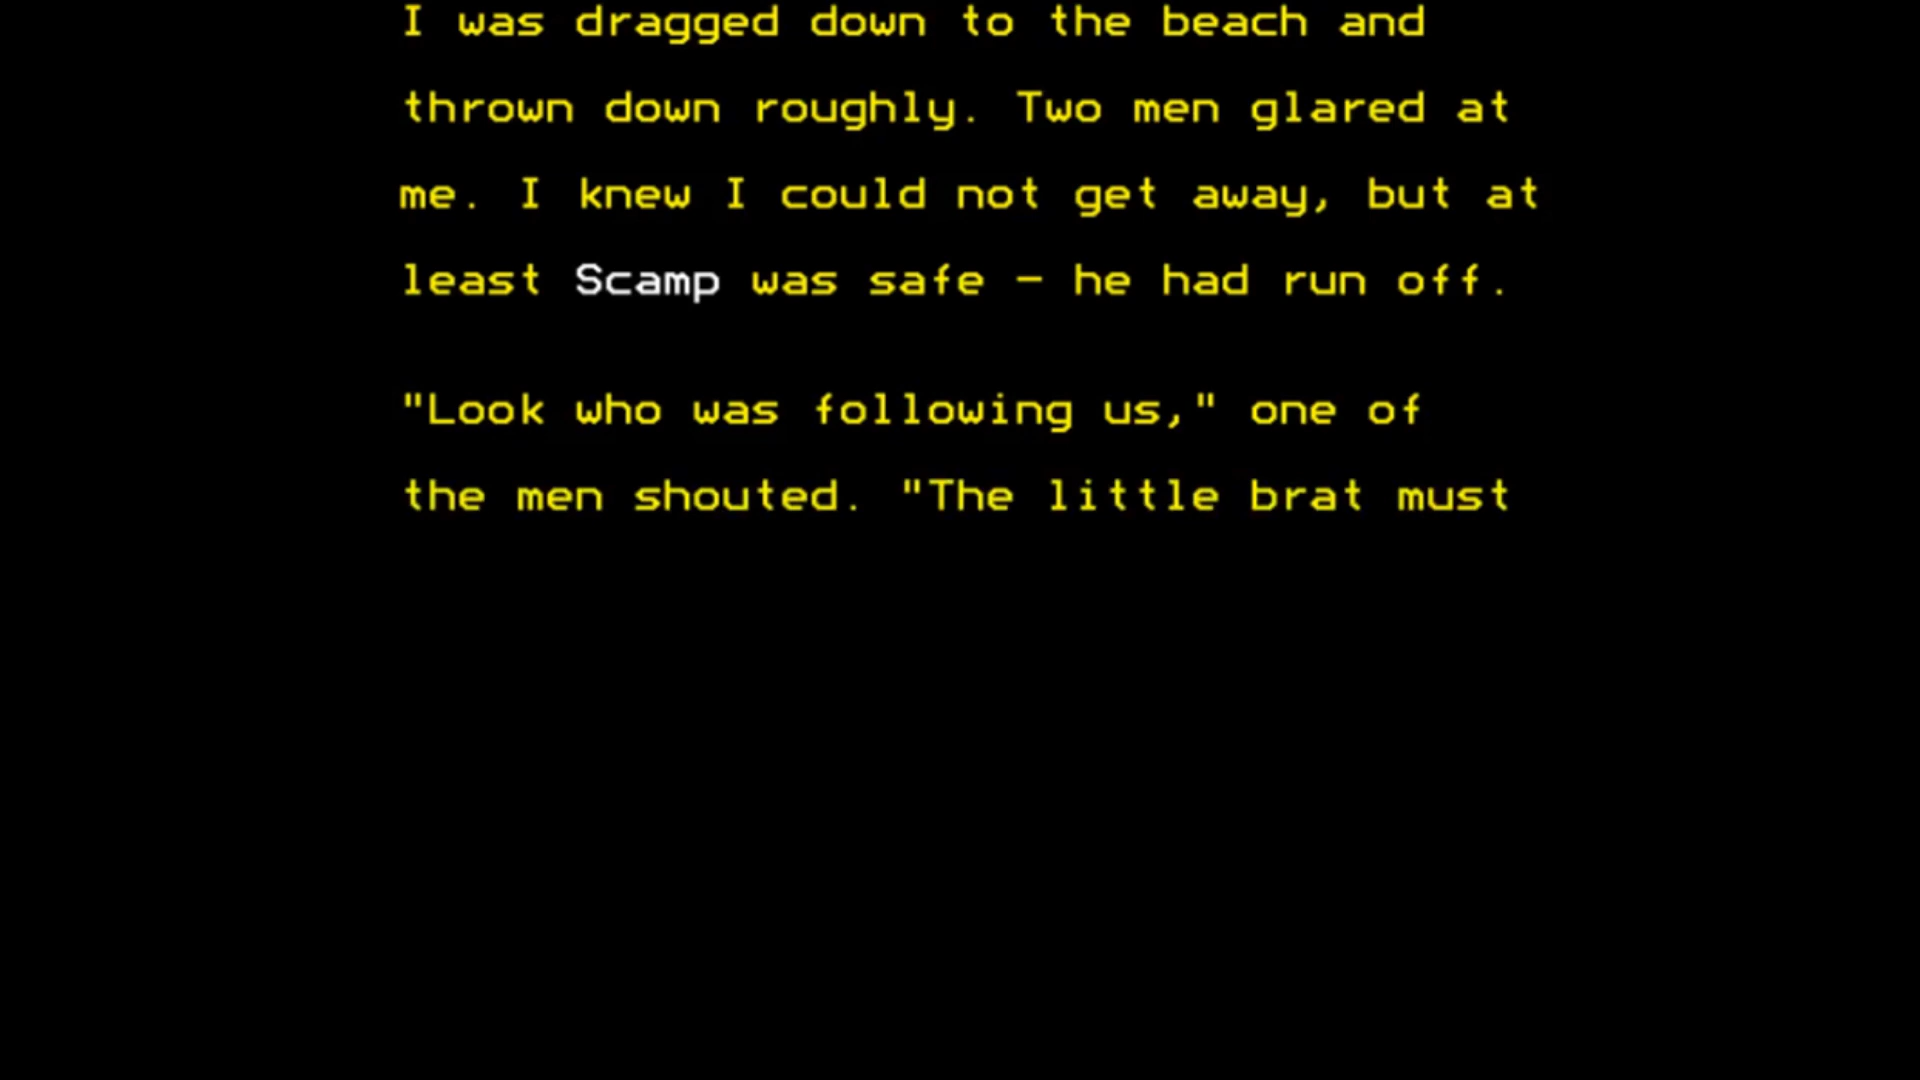 I was dragged down to the beach and
thrown down roughly. Two men glared at
me. I knew I could not get away, but at
least Scamp was safe - he had run off.
"Look who was following us," one of
the men shouted. "The little brat must